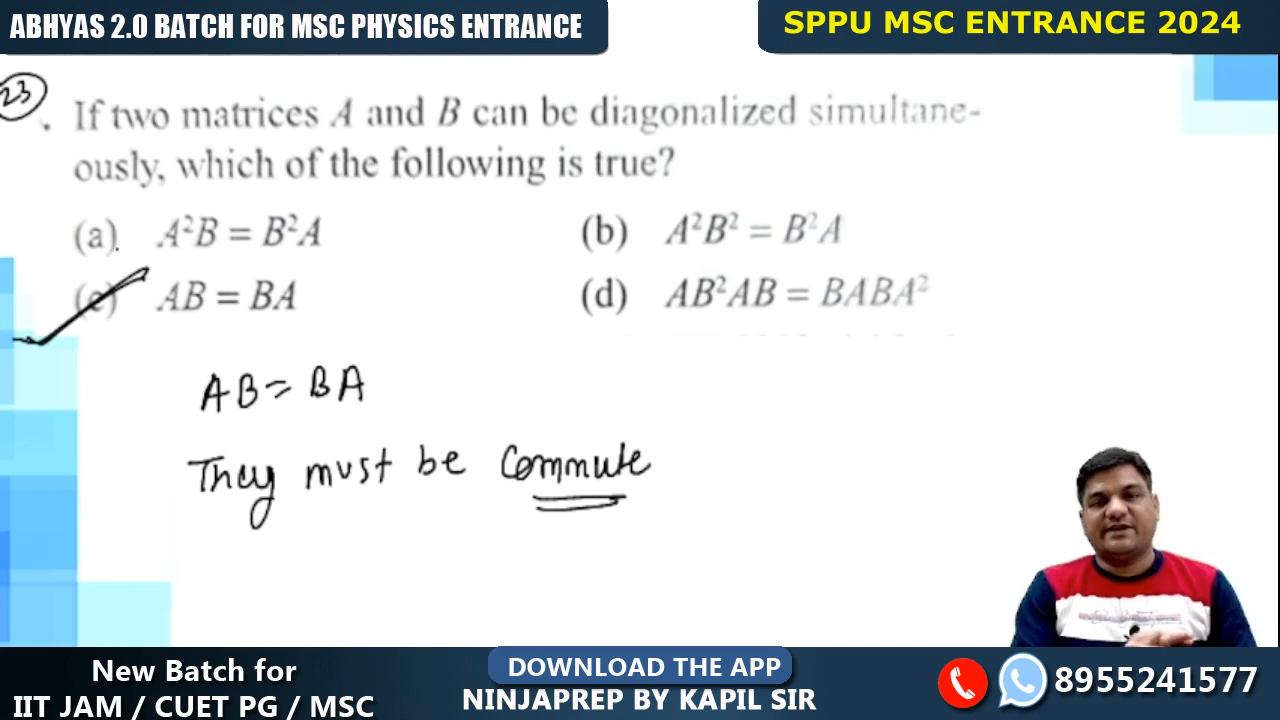 ABHYAS 2.0 BATCH FOR MSC PHYSICS ENTRANCE
SPPU MSC ENTRANCE 2024
23
. If two matrices A and B can be diagonalized simultane-
ously, which of the following is true?
(a). A²B = B²A (b) A²B² = B²A
(c) AB = BA (d) AB²AB = BABA²
AB = BA
They must be Commute
New Batch for
IIT JAM / CUET PG / MSC
DOWNLOAD THE APP
NINJAPREP BY KAPIL SIR
8955241577